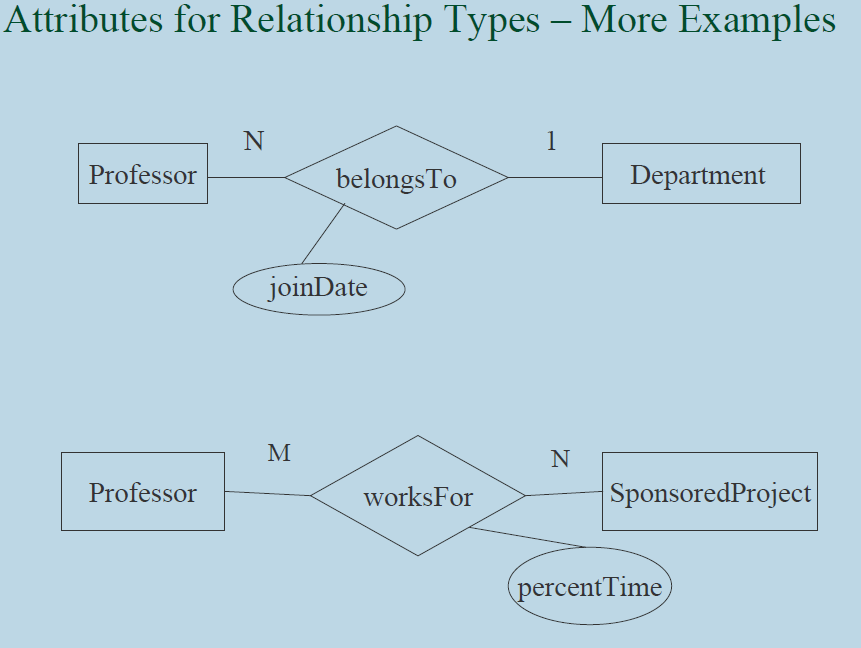 Attributes for Relationship Types – More Examples
N 1
Professor belongsTo Department
joinDate
M N
Professor worksFor SponsoredProject
percentTime